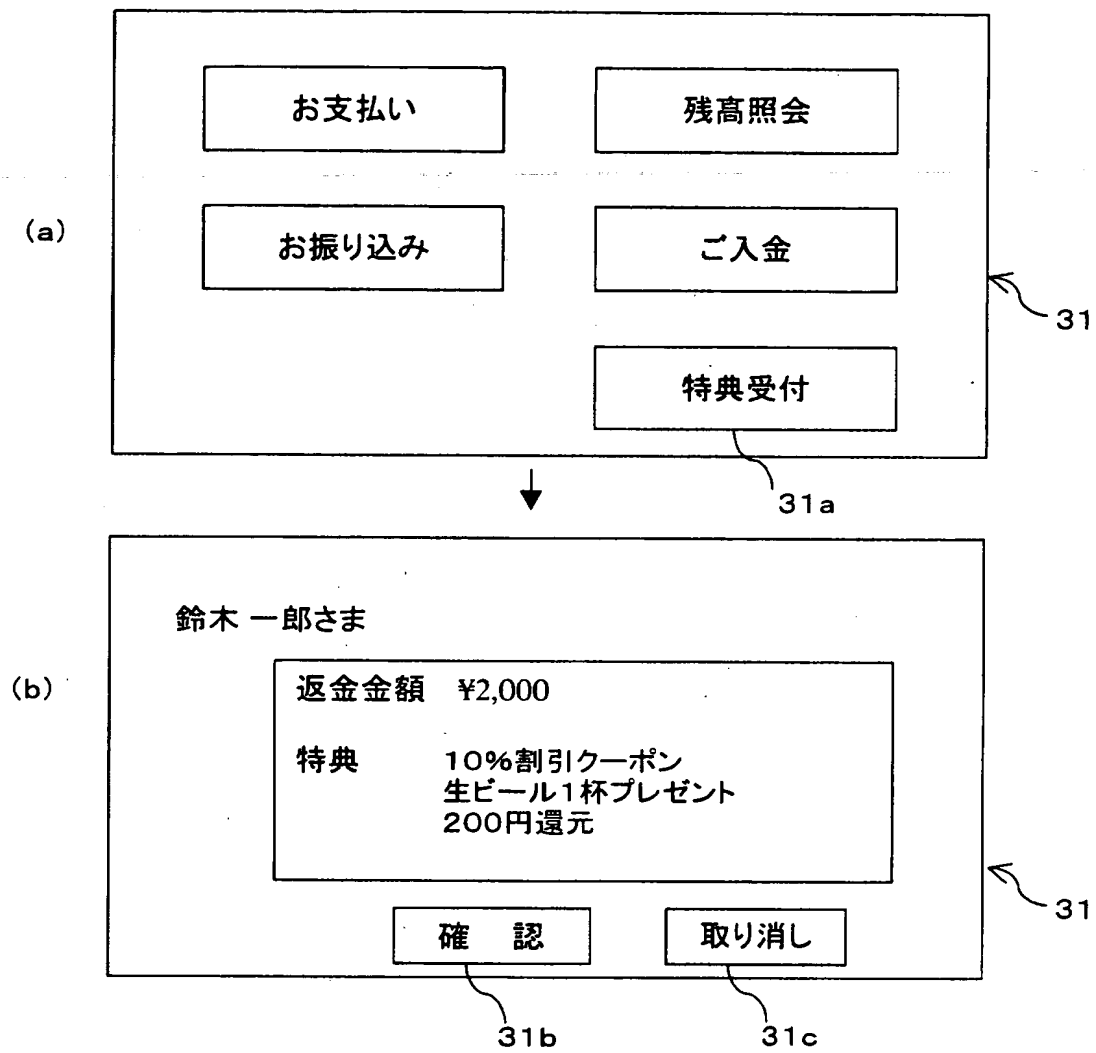 お支払い 残高照会
(a) お振り込み ご入金
31
特典受付
31a
鈴木 一郎さま
(b) 返金金額 ¥2,000
特典 10%割引クーポン
生ビール1杯プレゼント
200円還元
31
確 認 取り消し
31b 31c